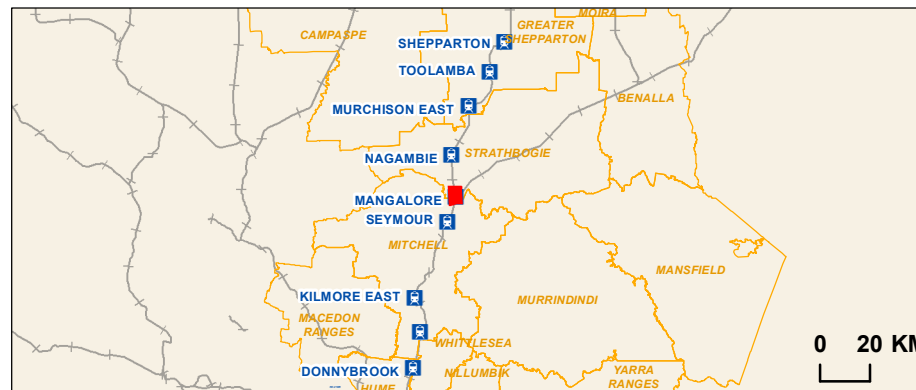 MOIRA
GREATER
SHEPPARTON
CAMPASPE
SHEPPARTON
TOOLAMBA
BENALLA
MURCHISON EAST
STRATHBOGIE
NAGAMBIE
MANGALORE
SEYMOUR
MITCHELL
MANSFIELD
MURRINDINDI
KILMORE EAST
MACEDON
RANGES
WHITTLESEA
0 20 KM
DONNYBROOK
NILLUMBIK
YARRA
RANGES
HUME